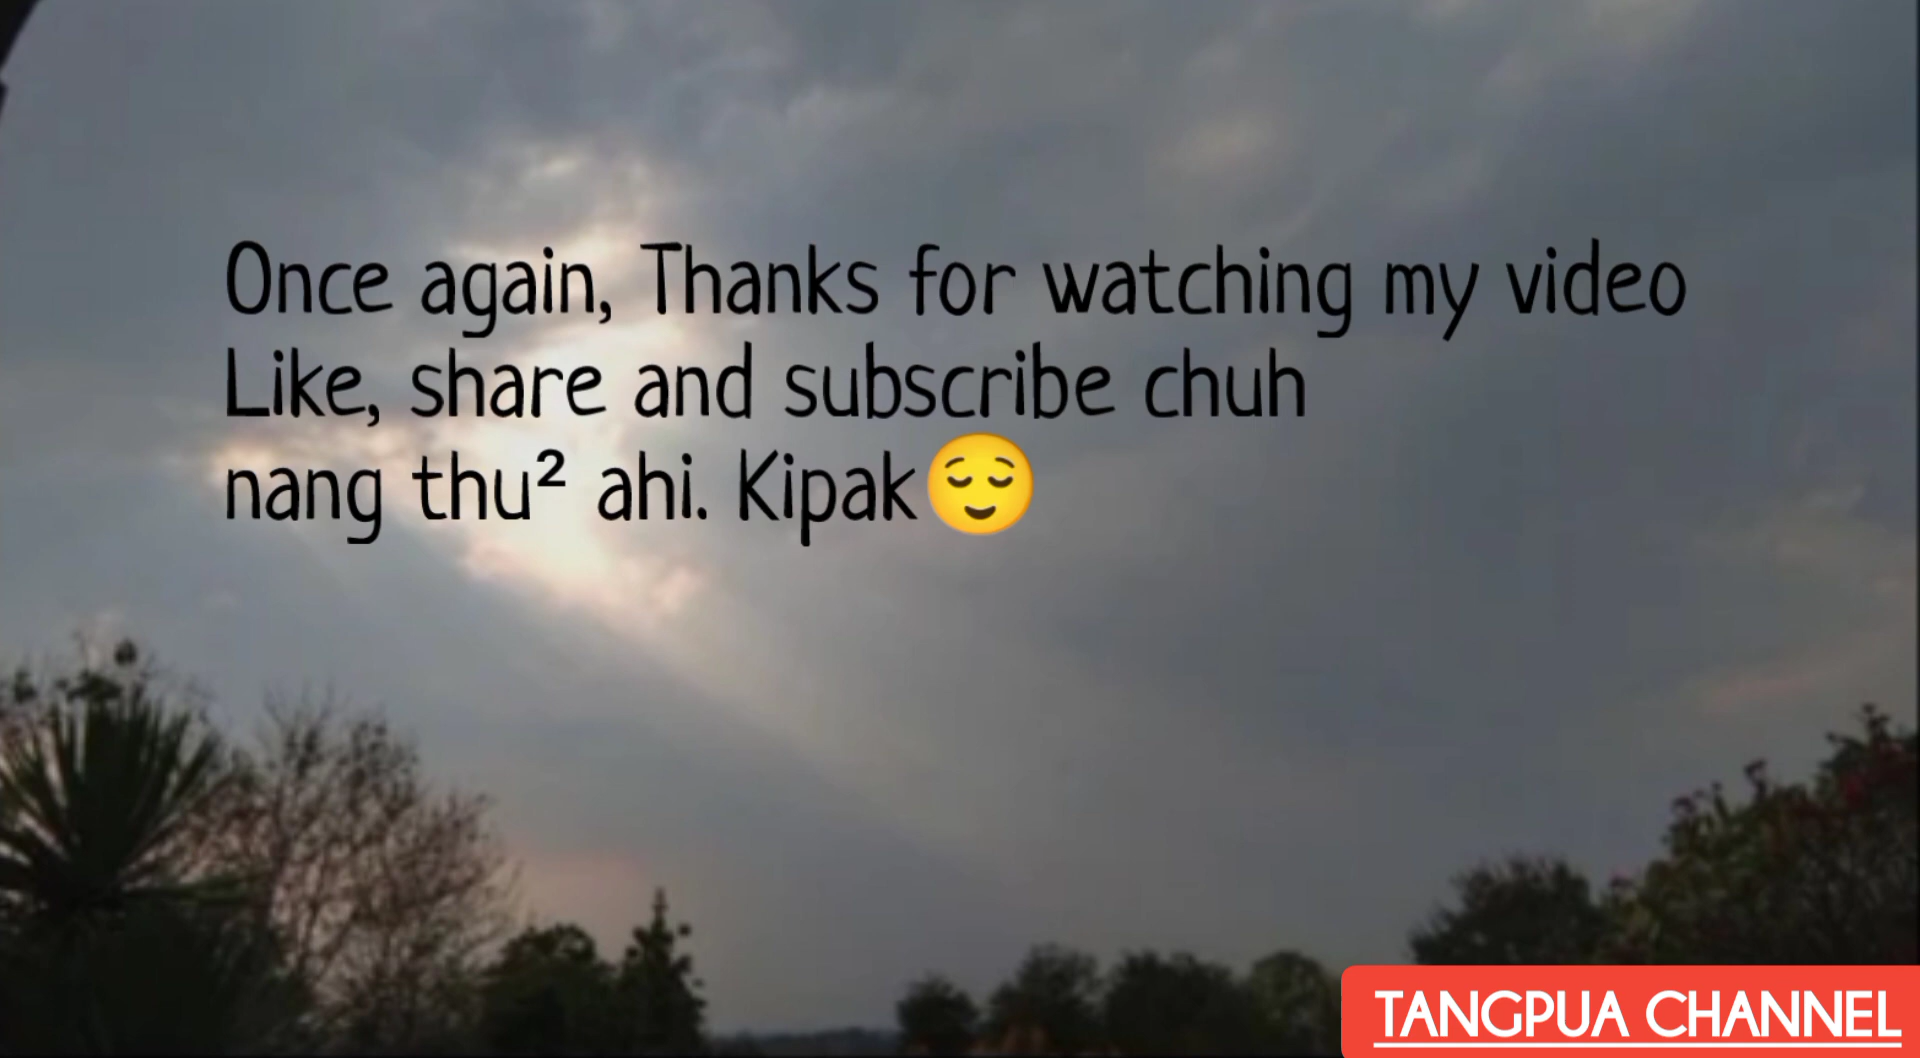 Once again, Thanks for watching my video
Like, share and subscribe chuh
nang thu² ahi. Kipak😌
TANGPUA CHANNEL